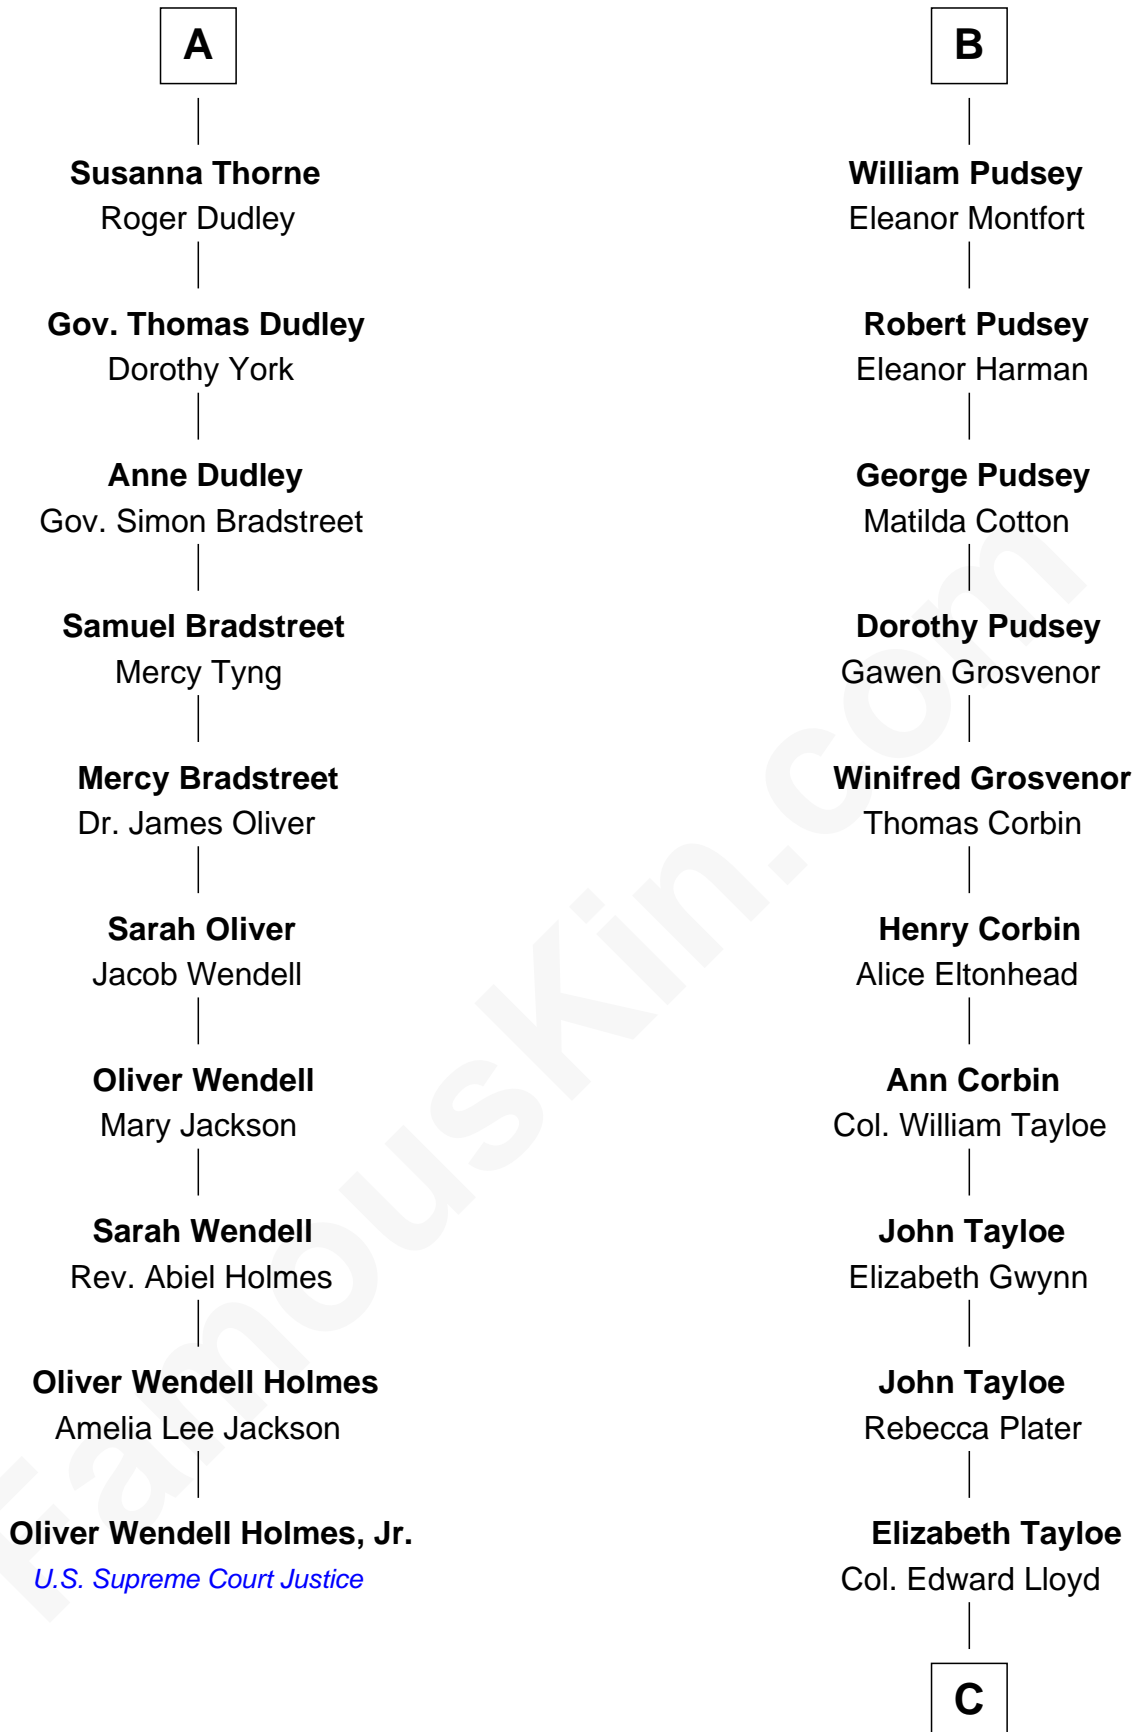 A
Susanna Thorne
Roger Dudley
Gov. Thomas Dudley
Dorothy York
Anne Dudley
Gov. Simon Bradstreet
Samuel Bradstreet
Mercy Tyng
Mercy Bradstreet
Dr. James Oliver
Sarah Oliver
Jacob Wendell
Oliver Wendell
Mary Jackson
Sarah Wendell
Rev. Abiel Holmes
Oliver Wendell Holmes
Amelia Lee Jackson
Oliver Wendell Holmes, Jr.
U.S. Supreme Court Justice
B
William Pudsey
Eleanor Montfort
Robert Pudsey
Eleanor Harman
George Pudsey
Matilda Cotton
Dorothy Pudsey
Gawen Grosvenor
Winifred Grosvenor
Thomas Corbin
Henry Corbin
Alice Eltonhead
Ann Corbin
Col. William Tayloe
John Tayloe
Elizabeth Gwynn
John Tayloe
Rebecca Plater
Elizabeth Tayloe
Col. Edward Lloyd
C
FamousKin.com